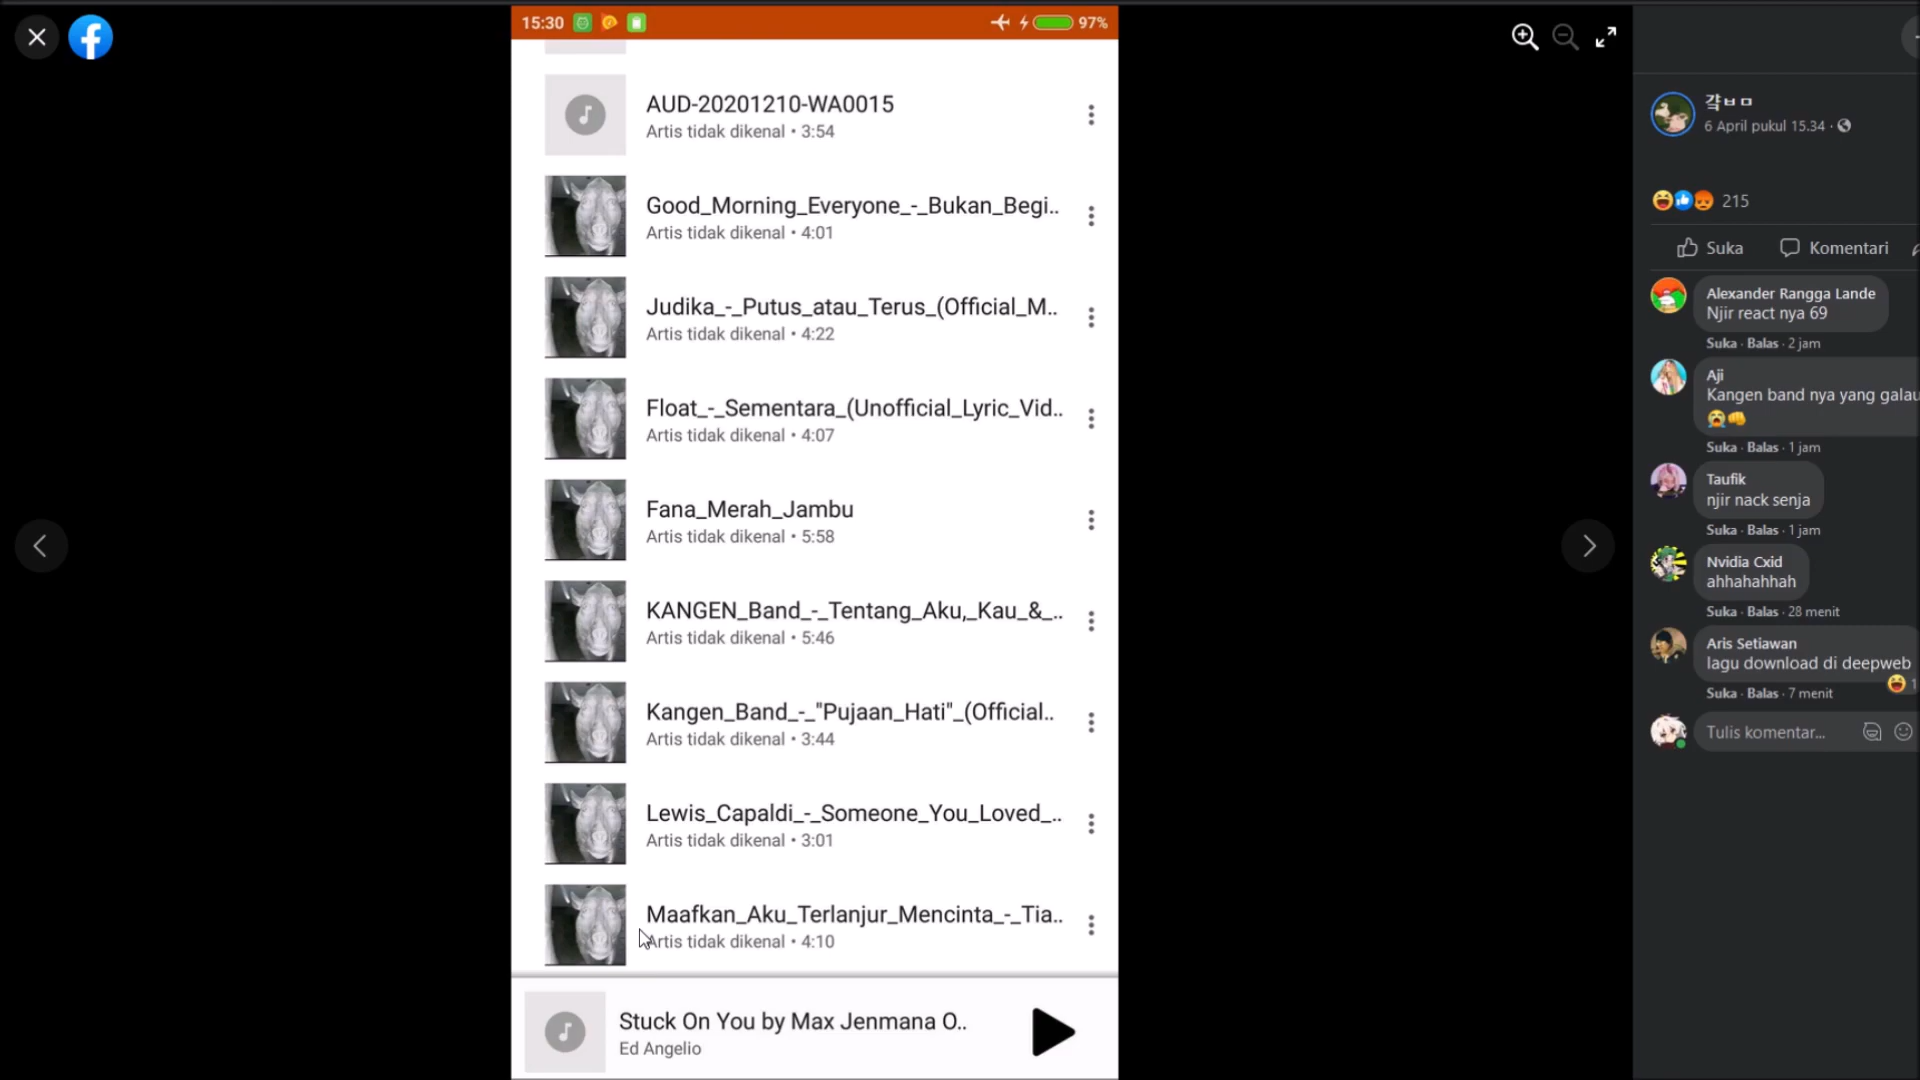 15:30
97%
AUD-20201210-WA0015
Artis tidak dikenal • 3:54
Good_Morning_Everyone_-_Bukan_Begi..
Artis tidak dikenal • 4:01
Judika_-_Putus_atau_Terus_(Official_M..
Artis tidak dikenal • 4:22
Float_-_Sementara_(Unofficial_Lyric_Vid..
Artis tidak dikenal • 4:07
Fana_Merah_Jambu
Artis tidak dikenal • 5:58
KANGEN_Band_-_Tentang_Aku,_Kau_&_..
Artis tidak dikenal • 5:46
Kangen_Band_-_"Pujaan_Hati"_(Official..
Artis tidak dikenal • 3:44
Lewis_Capaldi_-_Someone_You_Loved_..
Artis tidak dikenal • 3:01
Maafkan_Aku_Terlanjur_Mencinta_-_Tia..
Artis tidak dikenal • 4:10
Stuck On You by Max Jenmana O..
Ed Angelio
6 April pukul 15.34 ·
215
Suka Komentari
Alexander Rangga Lande
Njir react nya 69
Suka · Balas · 2 jam
Aji
Kangen band nya yang galau
Suka · Balas · 1 jam
Taufik
njir nack senja
Suka · Balas · 1 jam
Nvidia Cxid
ahhahahhah
Suka · Balas · 28 menit
Aris Setiawan
lagu download di deepweb
1
Suka · Balas · 7 menit
Tulis komentar...